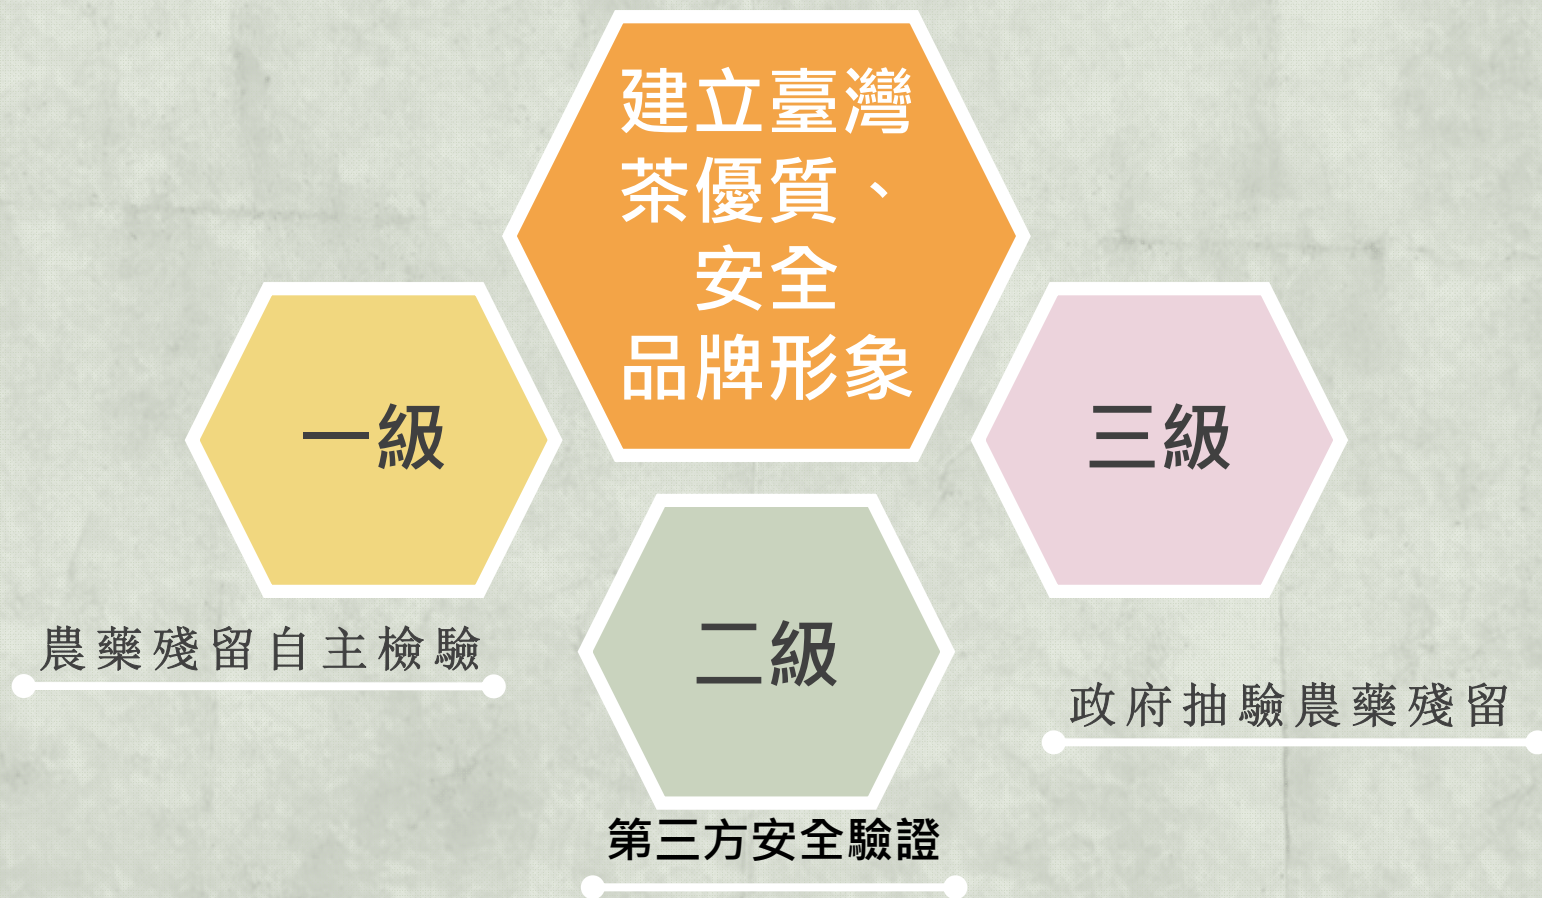 建立臺灣
茶優質、
安全
品牌形象
一級
農藥殘留自主檢驗
二級
第三方安全驗證
三級
政府抽驗農藥殘留